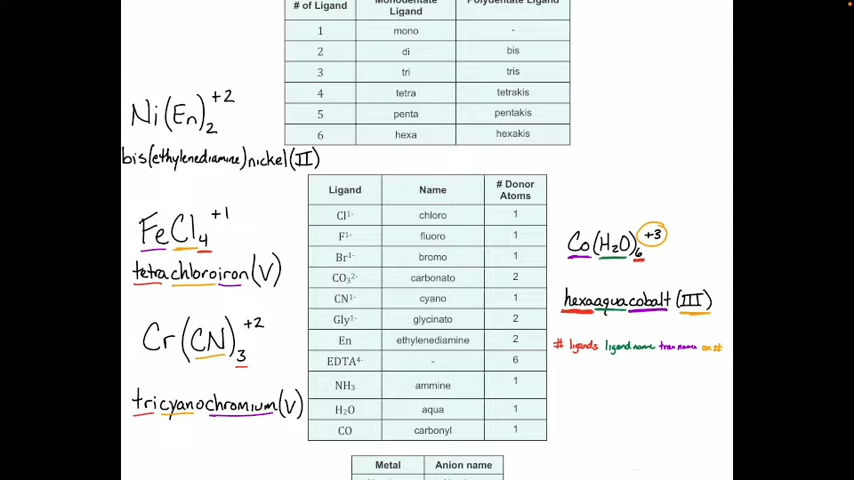 # of Ligand Monodentate Ligand Polydentate Ligand
1 mono -
2 di bis
3 tri tris
4 tetra tetrakis
5 penta pentakis
6 hexa hexakis
Ni(En)₂⁺²
bis(ethylenediamine)nickel(II)
FeCl₄⁺¹
tetrachloroiron(V)
Cr(CN)₃⁺²
tricyanochromium(V)
Ligand Name # Donor Atoms
Cl¹⁻ chloro 1
F¹⁻ fluoro 1
Br¹⁻ bromo 1
CO₃²⁻ carbonato 2
CN¹⁻ cyano 1
Gly¹⁻ glycinato 2
En ethylenediamine 2
EDTA⁴⁻ - 6
NH₃ ammine 1
H₂O aqua 1
CO carbonyl 1
Co(H₂O)₆⁺³
hexaaquacobalt(III)
# ligands ligand name tran name ox #
Metal Anion name